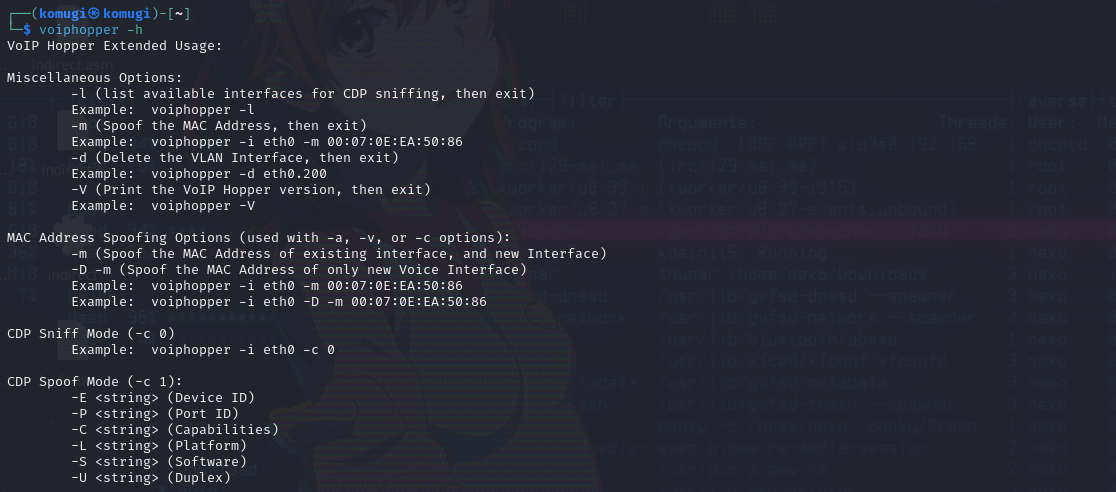 ┌──(komugi㉿komugi)-[~]
└─$ voiphopper -h
VoIP Hopper Extended Usage:
Miscellaneous Options:
-l (list available interfaces for CDP sniffing, then exit)
Example:  voiphopper -l
-m (Spoof the MAC Address, then exit)
Example:  voiphopper -i eth0 -m 00:07:0E:EA:50:86
-d (Delete the VLAN Interface, then exit)
Example:  voiphopper -d eth0.200
-V (Print the VoIP Hopper version, then exit)
Example:  voiphopper -V
MAC Address Spoofing Options (used with -a, -v, or -c options):
-m (Spoof the MAC Address of existing interface, and new Interface)
-D -m (Spoof the MAC Address of only new Voice Interface)
Example:  voiphopper -i eth0 -m 00:07:0E:EA:50:86
Example:  voiphopper -i eth0 -D -m 00:07:0E:EA:50:86
CDP Sniff Mode (-c 0)
Example:  voiphopper -i eth0 -c 0
CDP Spoof Mode (-c 1):
-E <string> (Device ID)
-P <string> (Port ID)
-C <string> (Capabilities)
-L <string> (Platform)
-S <string> (Software)
-U <string> (Duplex)